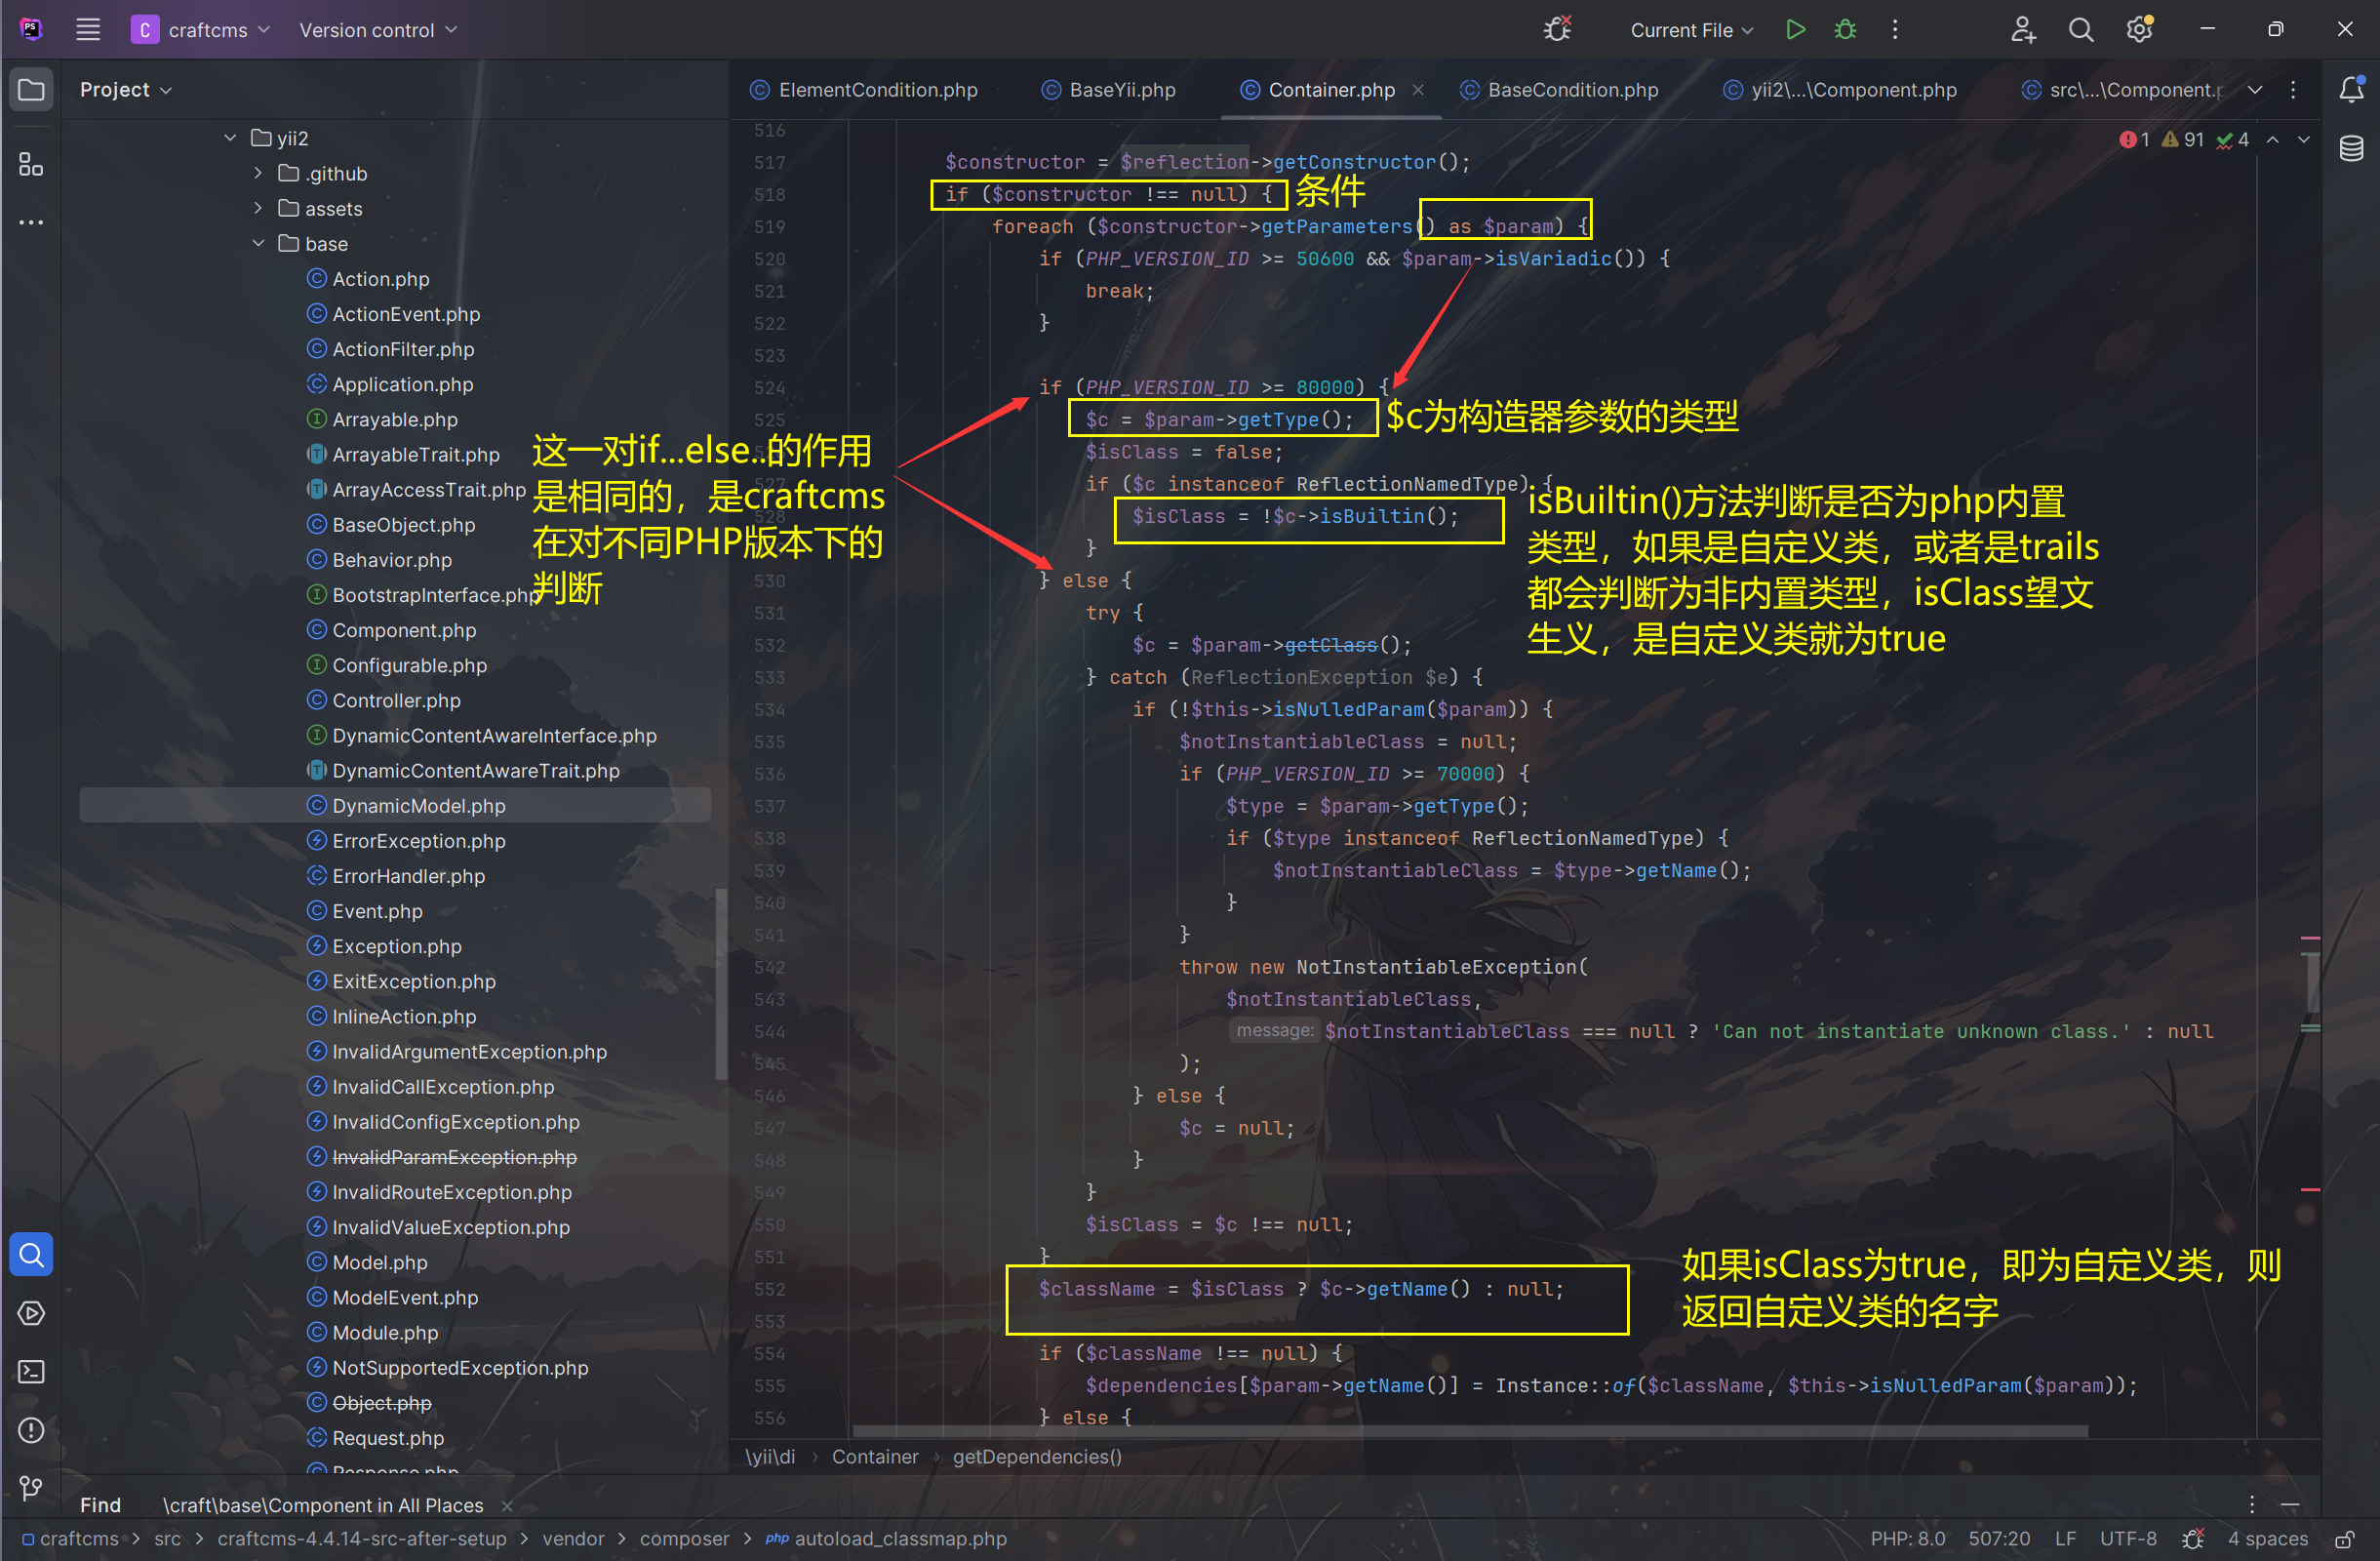 PS
C craftcms
Version control
Current File
Project
yii2
.github
assets
base
Action.php
ActionEvent.php
ActionFilter.php
Application.php
Arrayable.php
ArrayableTrait.php
ArrayAccessTrait.php
BaseObject.php
Behavior.php
BootstrapInterface.php
Component.php
Configurable.php
Controller.php
DynamicContentAwareInterface.php
DynamicContentAwareTrait.php
DynamicModel.php
ErrorException.php
ErrorHandler.php
Event.php
Exception.php
ExitException.php
InlineAction.php
InvalidArgumentException.php
InvalidCallException.php
InvalidConfigException.php
InvalidParamException.php
InvalidRouteException.php
InvalidValueException.php
Model.php
ModelEvent.php
Module.php
NotSupportedException.php
Object.php
Request.php
Response.php
ElementCondition.php
BaseYii.php
Container.php
BaseCondition.php
yii2\...\Component.php
src\...\Component.p
1 91 4
516
517 $constructor = $reflection->getConstructor();
518 if ($constructor !== null) {
条件
519 foreach ($constructor->getParameters() as $param) {
520 if (PHP_VERSION_ID >= 50600 && $param->isVariadic()) {
521 break;
522 }
523
524 if (PHP_VERSION_ID >= 80000) {
525 $c = $param->getType();
$c为构造器参数的类型
$isClass = false;
527 if ($c instanceof ReflectionNamedType) {
528 $isClass = !$c->isBuiltin();
}
530 } else {
531 try {
532 $c = $param->getClass();
533 } catch (ReflectionException $e) {
534 if (!$this->isNulledParam($param)) {
535 $notInstantiableClass = null;
536 if (PHP_VERSION_ID >= 70000) {
537 $type = $param->getType();
538 if ($type instanceof ReflectionNamedType) {
539 $notInstantiableClass = $type->getName();
540 }
541 }
542 throw new NotInstantiableException(
543 $notInstantiableClass,
544 message: $notInstantiableClass === null ? 'Can not instantiate unknown class.' : null
545 );
546 } else {
547 $c = null;
548 }
549 }
550 $isClass = $c !== null;
551 }
552 $className = $isClass ? $c->getName() : null;
553
554 if ($className !== null) {
555 $dependencies[$param->getName()] = Instance::of($className, $this->isNulledParam($param));
556 } else {
这一对if...else..的作用
是相同的，是craftcms
在对不同PHP版本下的
判断
isBuiltin()方法判断是否为php内置
类型，如果是自定义类，或者是trails
都会判断为非内置类型，isClass望文
生义，是自定义类就为true
如果isClass为true，即为自定义类，则
返回自定义类的名字
\yii\di › Container › getDependencies()
Find \craft\base\Component in All Places
craftcms > src > craftcms-4.4.14-src-after-setup > vendor > composer > php autoload_classmap.php
PHP: 8.0 507:20 LF UTF-8 4 spaces